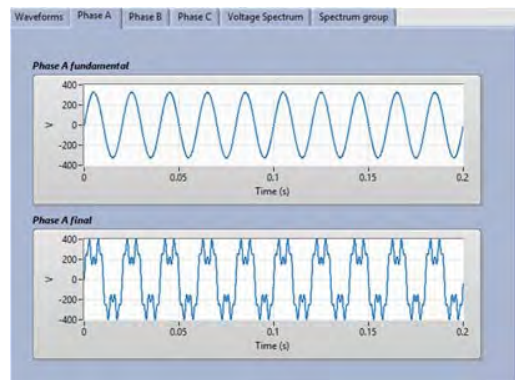 Waveforms Phase A Phase B Phase C Voltage Spectrum Spectrum group
Phase A fundamental
400
200
0
-200
-400
V
0 0.05 0.1 0.15 0.2
Time (s)
Phase A final
400
200
0
-200
-400
V
0 0.05 0.1 0.15 0.2
Time (s)